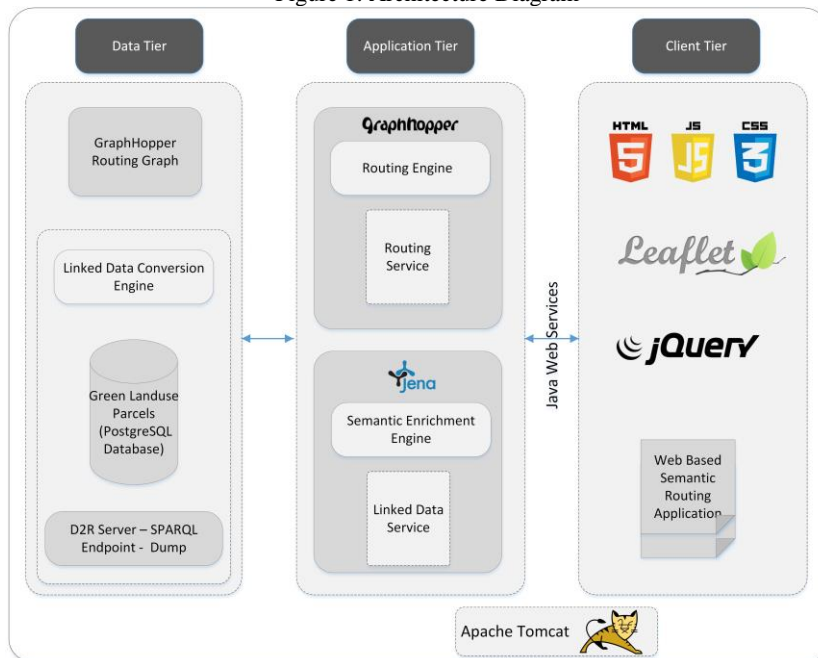 Figure 1. Architecture Diagram
Data Tier
Application Tier
Client Tier
GraphHopper
Routing Graph
Linked Data Conversion
Engine
Green Landuse
Parcels
(PostgreSQL
Database)
D2R Server – SPARQL
Endpoint - Dump
GraphHopper
Routing Engine
Routing
Service
Jena
Semantic Enrichment
Engine
Linked Data
Service
Java Web Services
HTML
5
JS
JS
CSS
3
Leaflet
jQuery
Web Based
Semantic
Routing
Application
Apache Tomcat